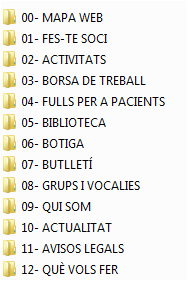 00- MAPA WEB
01- FES-TE SOCI
02- ACTIVITATS
03- BORSA DE TREBALL
04- FULLS PER A PACIENTS
05- BIBLIOTECA
06- BOTIGA
07- BUTLLETÍ
08- GRUPS I VOCALIES
09- QUI SOM
10- ACTUALITAT
11- AVISOS LEGALS
12- QUÈ VOLS FER